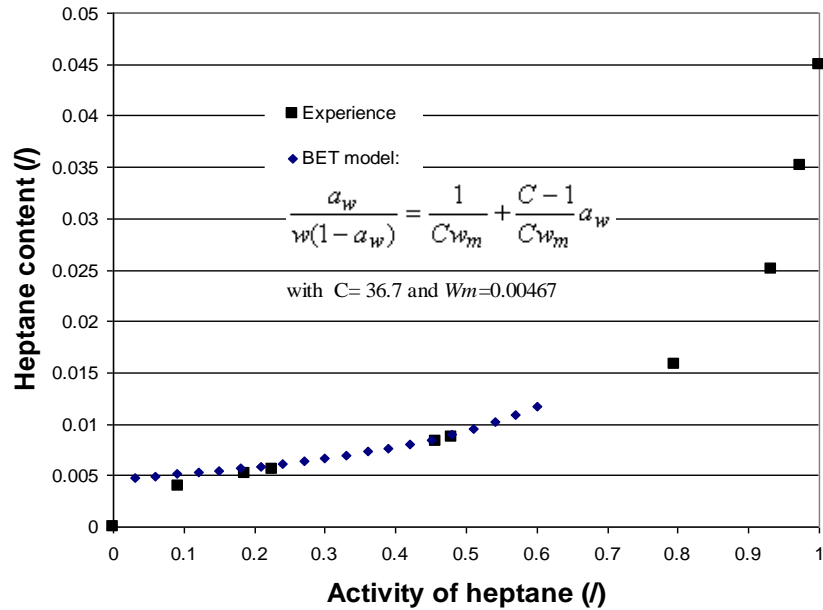 0.05
0.045
0.04
0.035
0.03
0.025
0.02
0.015
0.01
0.005
0
Heptane content (/)
Experience
BET model:
a_w / w(1 − a_w) = 1 / Cw_m + C − 1 / Cw_m a_w
with C= 36.7 and Wm=0.00467
0 0.1 0.2 0.3 0.4 0.5 0.6 0.7 0.8 0.9 1
Activity of heptane (/)